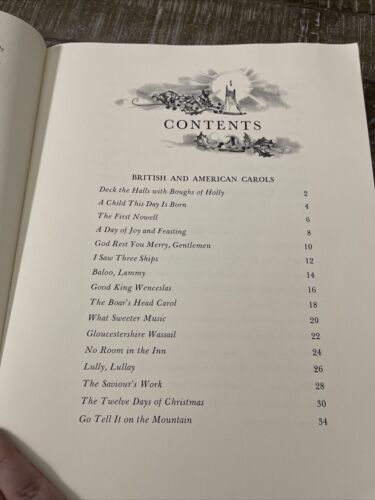 CONTENTS
BRITISH AND AMERICAN CAROLS
Deck the Halls with Boughs of Holly 2
A Child This Day Is Born 4
The First Nowell 6
A Day of Joy and Feasting 8
God Rest You Merry, Gentlemen 10
I Saw Three Ships 12
Baloo, Lammy 14
Good King Wenceslas 16
The Boar's Head Carol 18
What Sweeter Music 20
Gloucestershire Wassail 22
No Room in the Inn 24
Lully, Lullay 26
The Saviour's Work 28
The Twelve Days of Christmas 30
Go Tell It on the Mountain 34